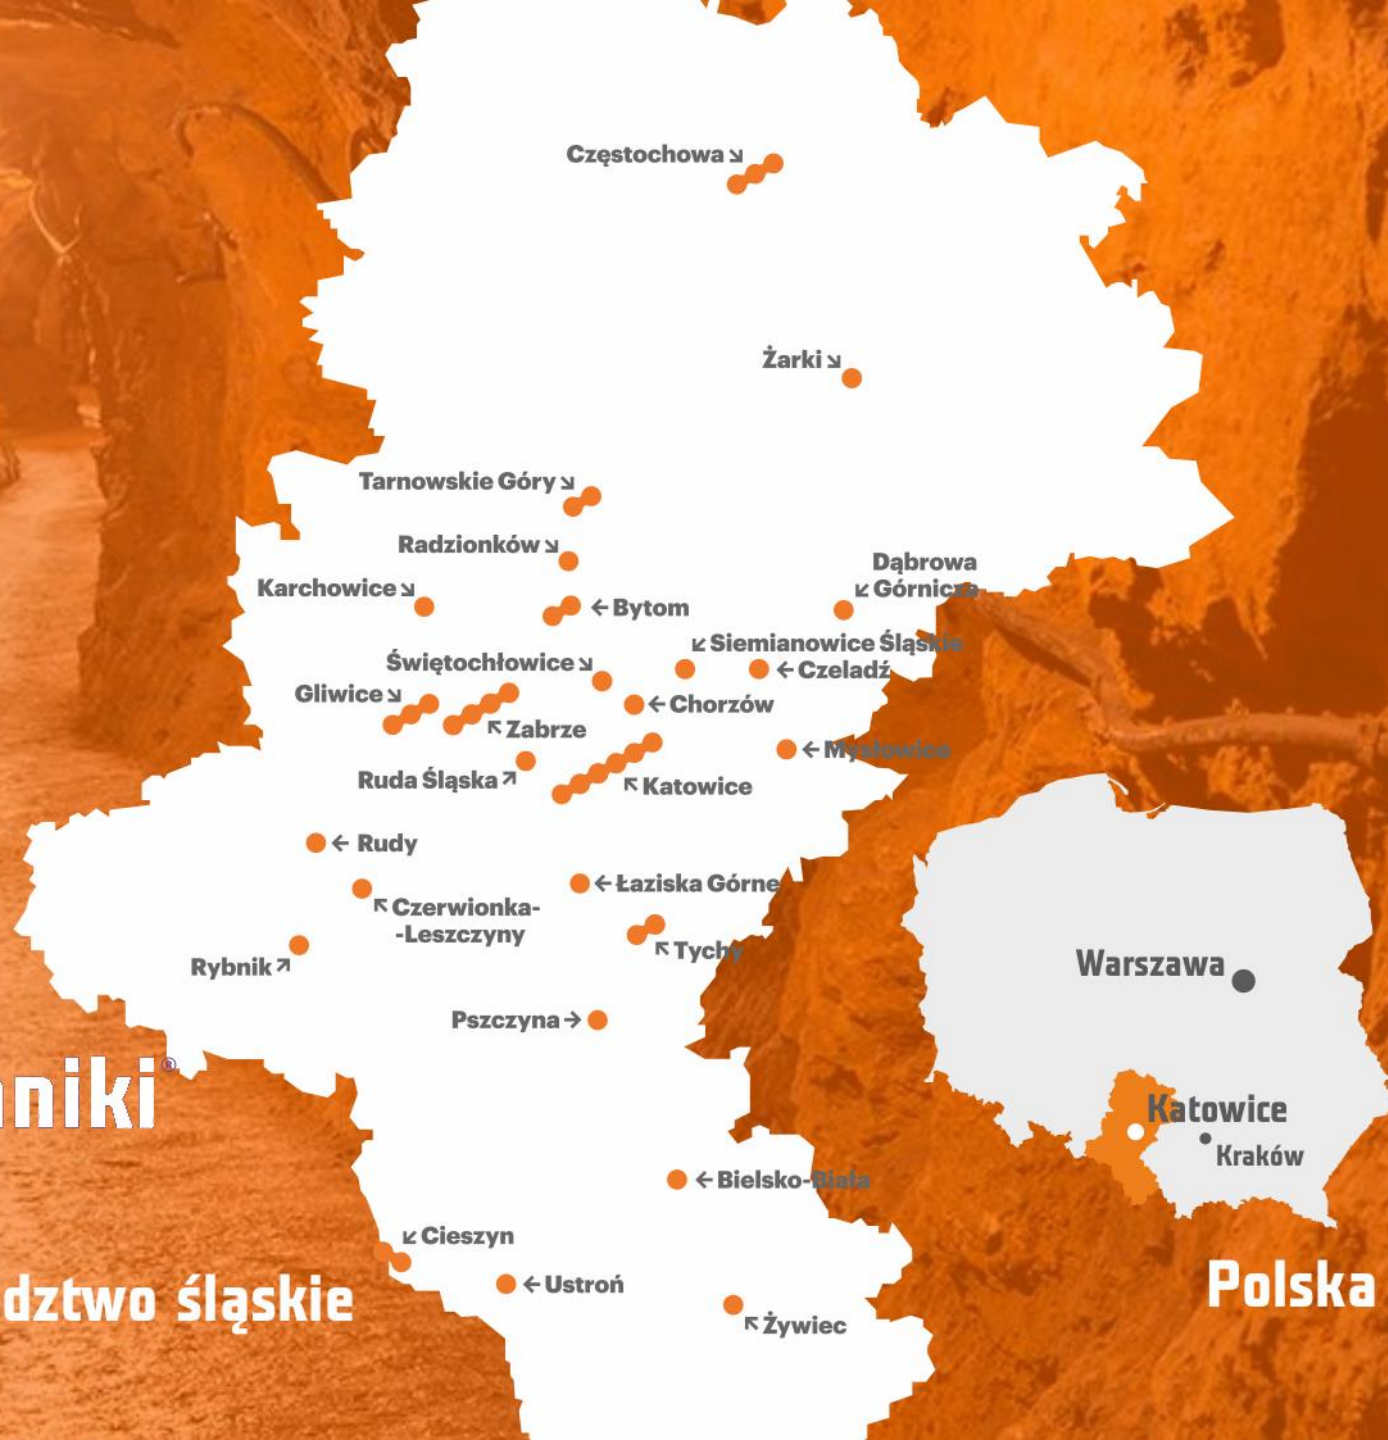 Częstochowa
Żarki
Tarnowskie Góry
Radzionków
Karchowice
Bytom
Dąbrowa
Górnicza
Siemianowice Śląskie
Świętochłowice
Czeladź
Gliwice
Chorzów
Zabrze
Mysłowice
Ruda Śląska
Katowice
Rudy
Łaziska Górne
Czerwionka-
-Leszczyny
Tychy
Rybnik
Pszczyna
niki®
Bielsko-Biała
Cieszyn
Ustroń
Żywiec
dztwo śląskie
Warszawa
Katowice
Kraków
Polska